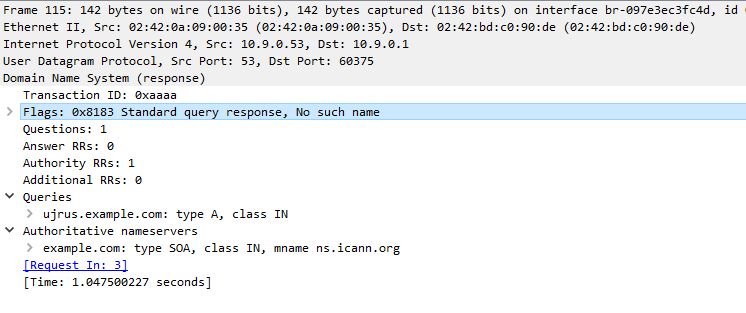 Frame 115: 142 bytes on wire (1136 bits), 142 bytes captured (1136 bits) on interface br-097e3ec3fc4d, id
Ethernet II, Src: 02:42:0a:09:00:35 (02:42:0a:09:00:35), Dst: 02:42:bd:c0:90:de (02:42:bd:c0:90:de)
Internet Protocol Version 4, Src: 10.9.0.53, Dst: 10.9.0.1
User Datagram Protocol, Src Port: 53, Dst Port: 60375
Domain Name System (response)
Transaction ID: 0xaaaa
Flags: 0x8183 Standard query response, No such name
Questions: 1
Answer RRs: 0
Authority RRs: 1
Additional RRs: 0
Queries
ujrus.example.com: type A, class IN
Authoritative nameservers
example.com: type SOA, class IN, mname ns.icann.org
[Request In: 3]
[Time: 1.047500227 seconds]